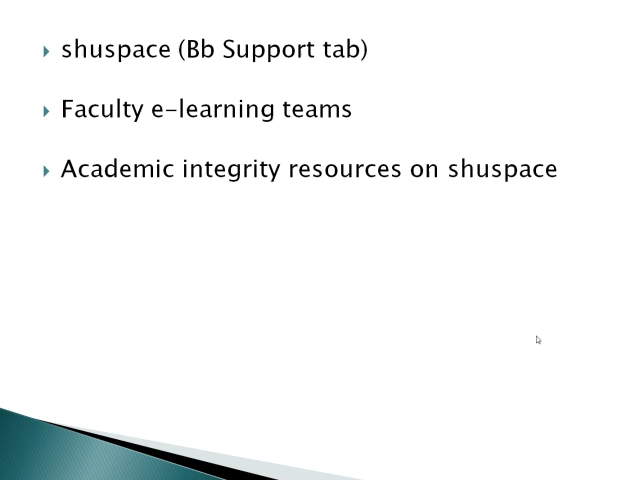 shuspace (Bb Support tab)
Faculty e-learning teams
Academic integrity resources on shuspace